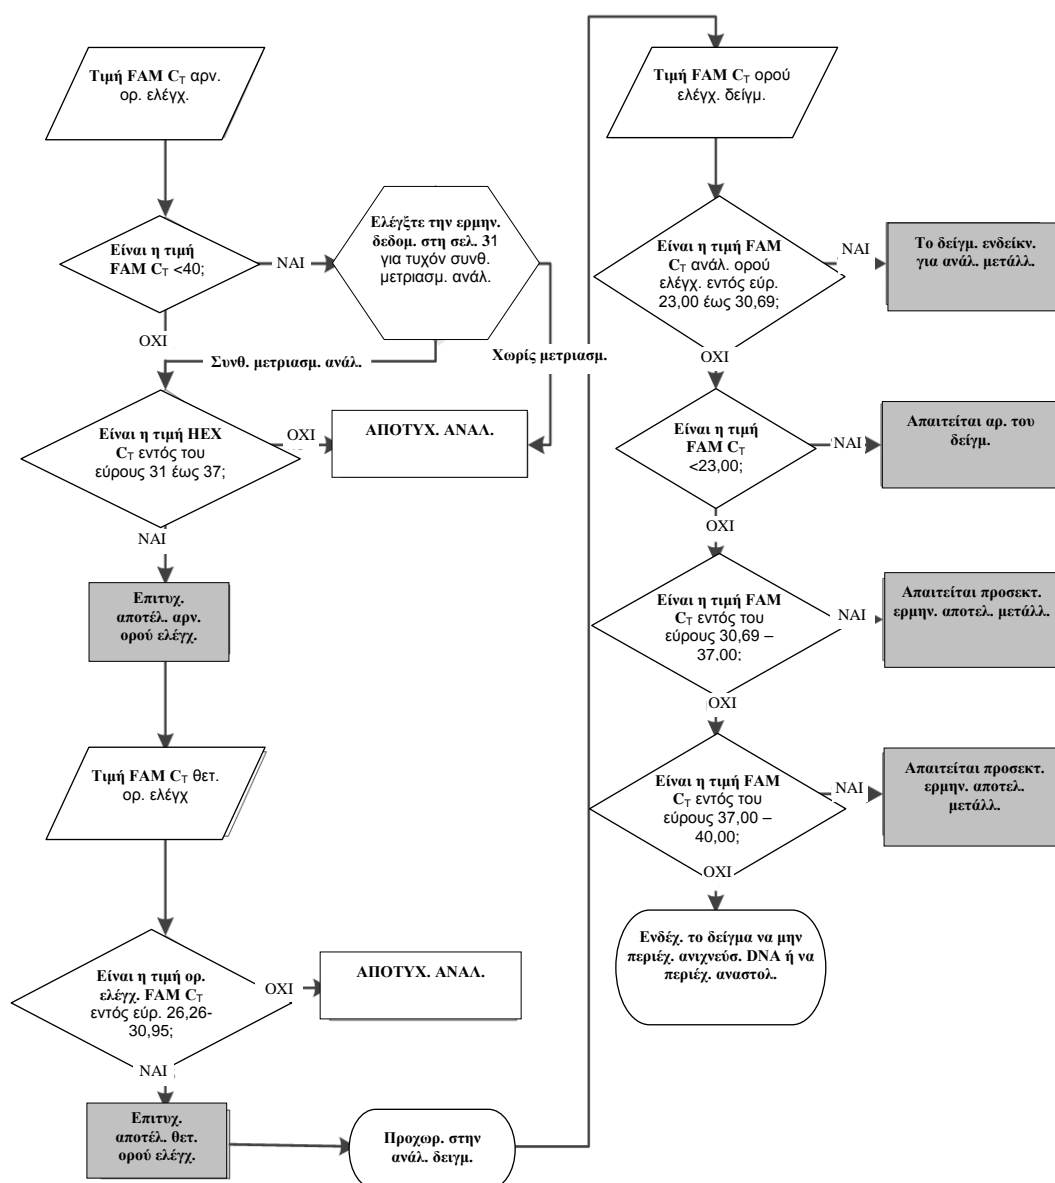 Τιμή FAM CT αρν.
ορ. ελέγχ.
Είναι η τιμή
FAM CT <40;
ΝΑΙ
Ελέγξτε την ερμην.
δεδομ. στη σελ. 31
για τυχόν συνθ.
μετριασμ. ανάλ.
ΟΧΙ
Συνθ. μετριασμ. ανάλ.
Χωρίς μετριασμ.
Είναι η τιμή HEX
CT εντός του
εύρους 31 έως 37;
ΟΧΙ
ΑΠΟΤΥΧ. ΑΝΑΛ.
ΝΑΙ
Επιτυχ.
αποτέλ. αρν.
ορού ελέγχ.
Τιμή FAM CT θετ.
ορ. ελέγχ
Είναι η τιμή ορ.
ελέγχ. FAM CT
εντός εύρ. 26,26-
30,95;
ΟΧΙ
ΑΠΟΤΥΧ. ΑΝΑΛ.
ΝΑΙ
Επιτυχ.
αποτέλ. θετ.
ορού ελέγχ.
Προχωρ. στην
ανάλ. δειγμ.
Τιμή FAM CT ορού
ελέγχ. δείγμ.
Είναι η τιμή FAM
CT ανάλ. ορού
ελέγχ. εντός εύρ.
23,00 έως 30,69;
ΝΑΙ
Το δείγμ. ενδείκν.
για ανάλ. μετάλλ.
ΟΧΙ
Είναι η τιμή
FAM CT
<23,00;
ΝΑΙ
Απαιτείται αρ. του
δείγμ.
ΟΧΙ
Είναι η τιμή FAM
CT εντός του
εύρους 30,69 –
37,00;
ΝΑΙ
Απαιτείται προσεκτ.
ερμην. αποτελ. μετάλλ.
ΟΧΙ
Είναι η τιμή FAM
CT εντός του
εύρους 37,00 –
40,00;
ΝΑΙ
Απαιτείται προσεκτ.
ερμην. αποτελ.
μετάλλ.
ΟΧΙ
Ενδέχ. το δείγμα να μην
περιέχ. ανιχνεύσ. DNA ή να
περιέχ. αναστολ.